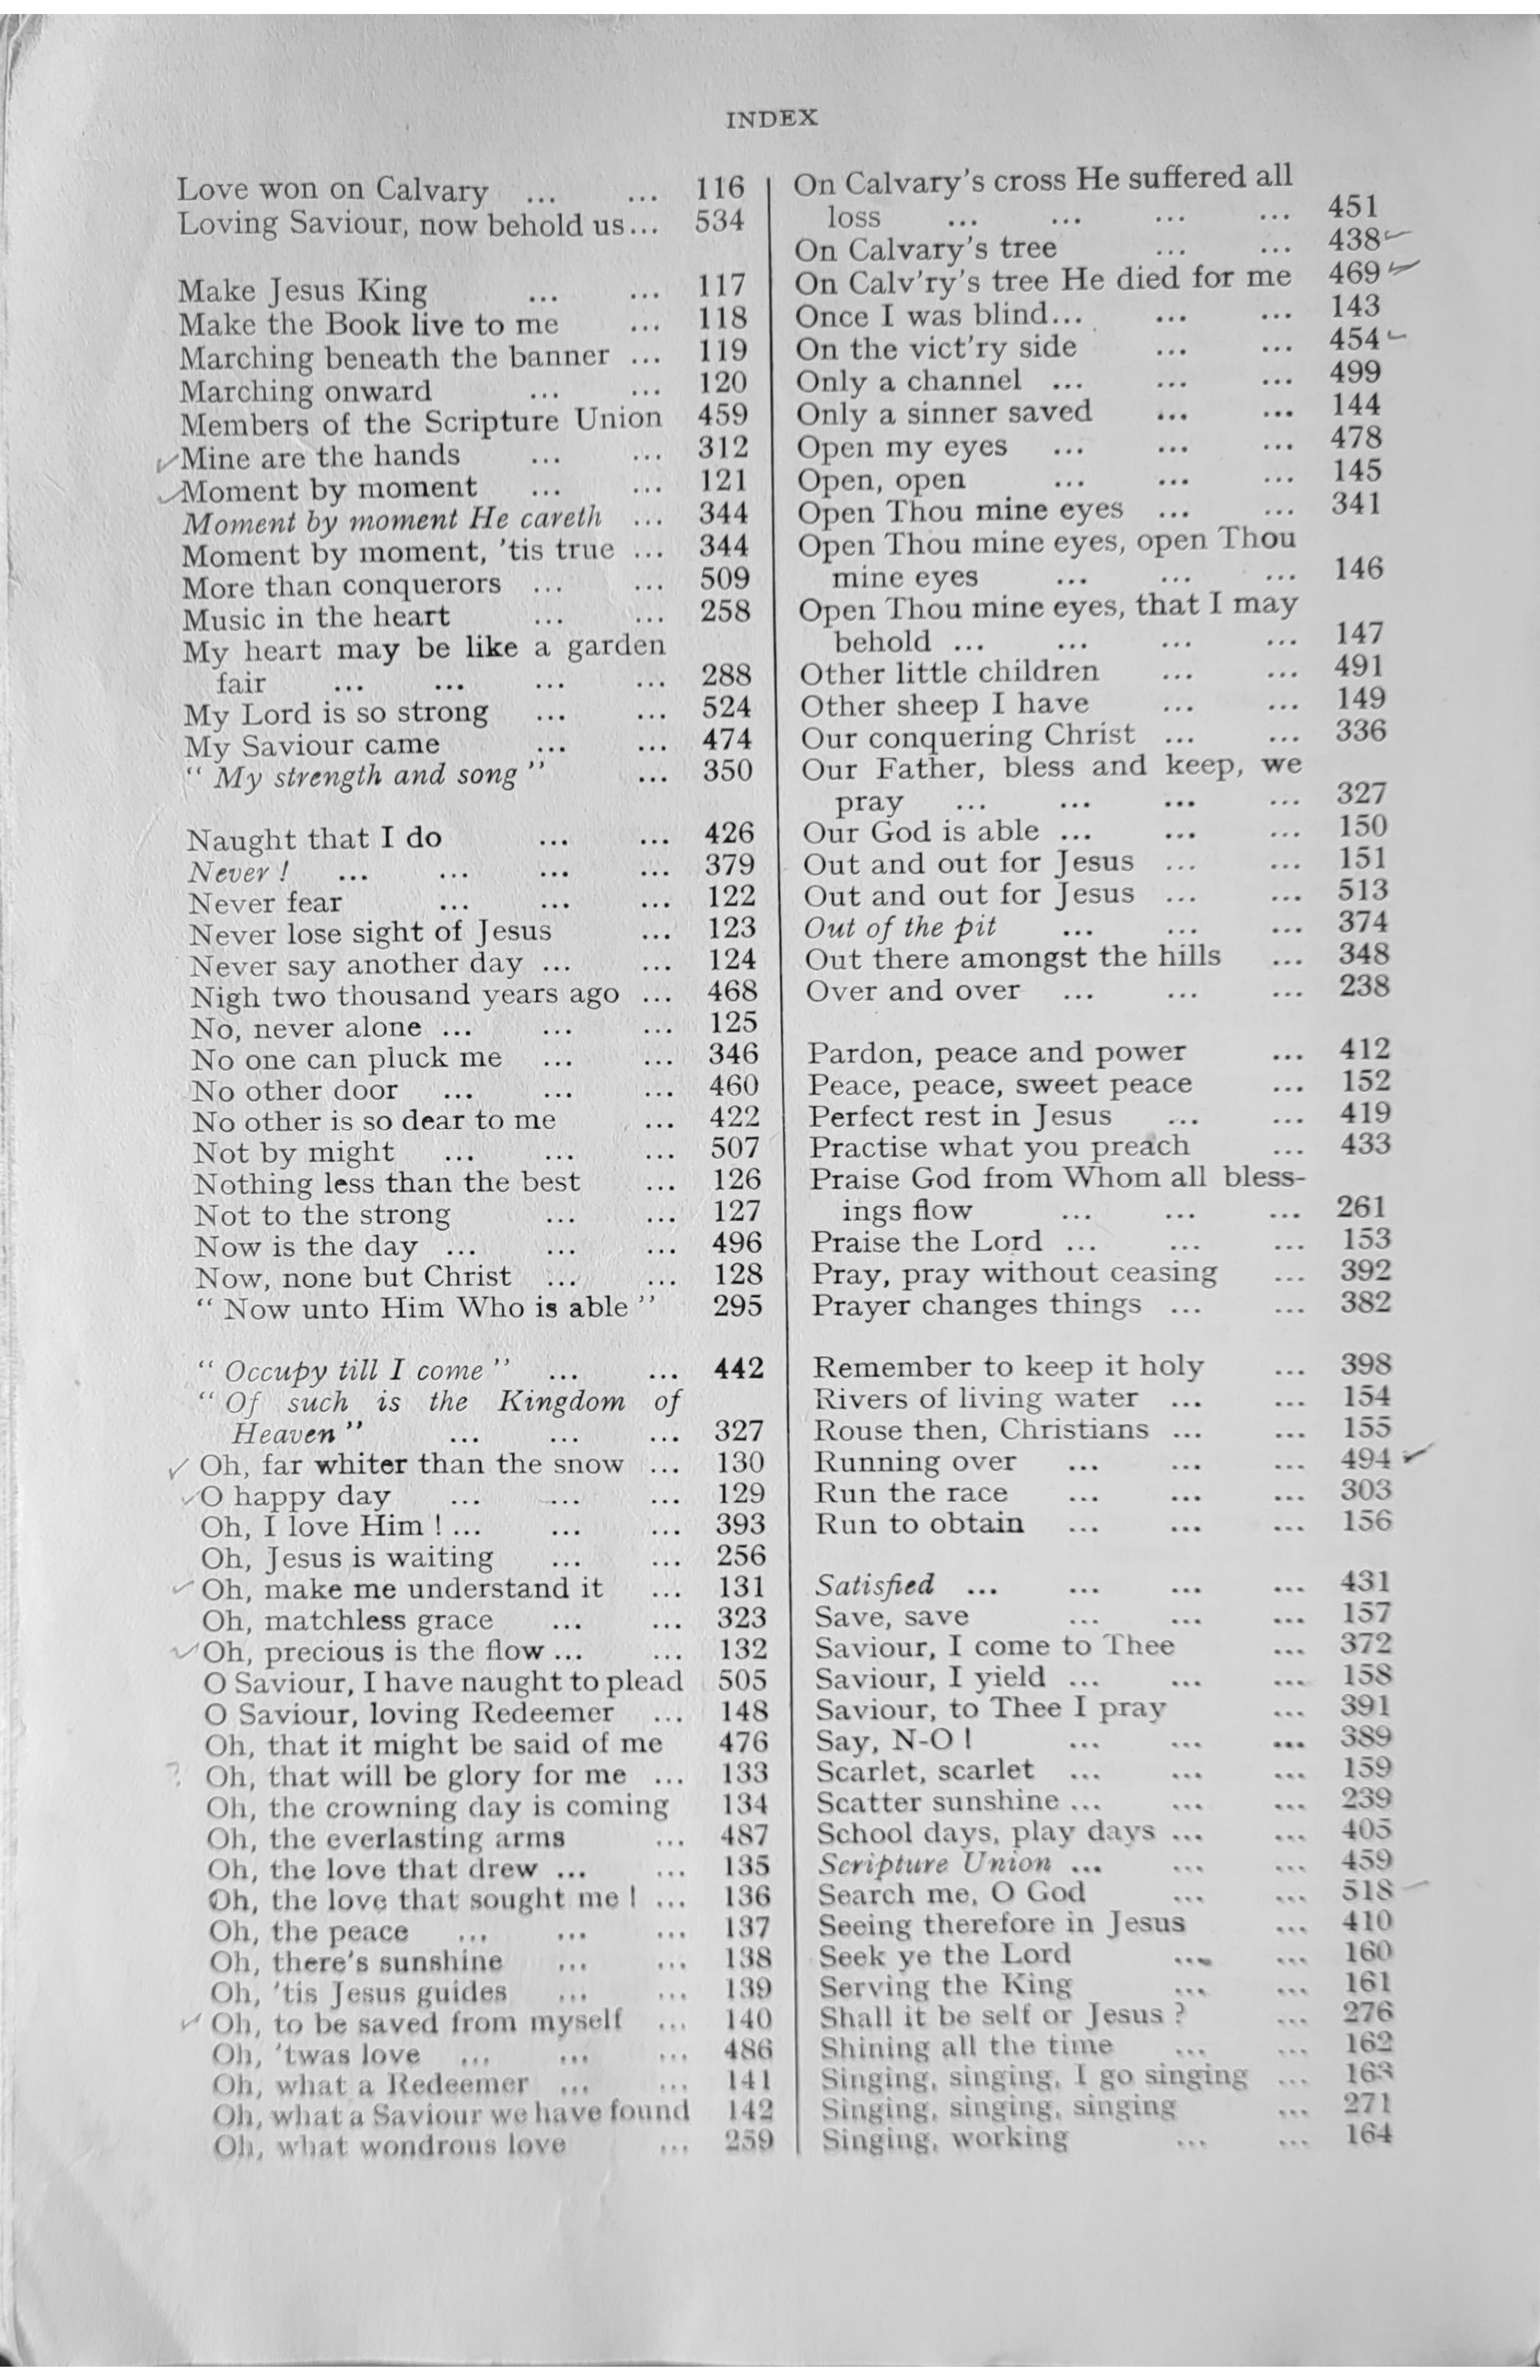 INDEX
Love won on Calvary ... ... 116
Loving Saviour, now behold us... 534
Make Jesus King ... ... 117
Make the Book live to me ... 118
Marching beneath the banner ... 119
Marching onward ... ... 120
Members of the Scripture Union 459
Mine are the hands ... ... 312
Moment by moment ... ... 121
Moment by moment He careth ... 344
Moment by moment, 'tis true ... 344
More than conquerors ... ... 509
Music in the heart ... ... 258
My heart may be like a garden
fair ... ... ... ... 288
My Lord is so strong ... ... 524
My Saviour came ... ... 474
" My strength and song " ... 350
Naught that I do ... ... 426
Never ! ... ... ... ... 379
Never fear ... ... ... 122
Never lose sight of Jesus ... 123
Never say another day ... ... 124
Nigh two thousand years ago ... 468
No, never alone ... ... ... 125
No one can pluck me ... ... 346
No other door ... ... ... 460
No other is so dear to me ... 422
Not by might ... ... ... 507
Nothing less than the best ... 126
Not to the strong ... ... 127
Now is the day ... ... ... 496
Now, none but Christ ... ... 128
" Now unto Him Who is able " 295
" Occupy till I come " ... ... 442
" Of such is the Kingdom of
Heaven " ... ... ... 327
✓ Oh, far whiter than the snow ... 130
✓ O happy day ... ... ... 129
Oh, I love Him ! ... ... ... 393
Oh, Jesus is waiting ... ... 256
✓ Oh, make me understand it ... 131
Oh, matchless grace ... ... 323
✓ Oh, precious is the flow ... ... 132
O Saviour, I have naught to plead 505
O Saviour, loving Redeemer ... 148
Oh, that it might be said of me 476
? Oh, that will be glory for me ... 133
Oh, the crowning day is coming 134
Oh, the everlasting arms ... 487
Oh, the love that drew ... ... 135
Oh, the love that sought me ! ... 136
Oh, the peace ... ... ... 137
Oh, there's sunshine ... ... 138
Oh, 'tis Jesus guides ... ... 139
✓ Oh, to be saved from myself ... 140
Oh, 'twas love ... ... ... 486
Oh, what a Redeemer ... ... 141
Oh, what a Saviour we have found 142
Oh, what wondrous love ... 259
On Calvary's cross He suffered all
loss ... ... ... ... 451
On Calvary's tree ... ... 438 ✓
On Calv'ry's tree He died for me 469 ✓
Once I was blind... ... ... 143
On the vict'ry side ... ... 454 ✓
Only a channel ... ... ... 499
Only a sinner saved ... ... 144
Open my eyes ... ... ... 478
Open, open ... ... ... 145
Open Thou mine eyes ... ... 341
Open Thou mine eyes, open Thou
mine eyes ... ... ... 146
Open Thou mine eyes, that I may
behold ... ... ... ... 147
Other little children ... ... 491
Other sheep I have ... ... 149
Our conquering Christ ... ... 336
Our Father, bless and keep, we
pray ... ... ... ... 327
Our God is able ... ... ... 150
Out and out for Jesus ... ... 151
Out and out for Jesus ... ... 513
Out of the pit ... ... ... 374
Out there amongst the hills ... 348
Over and over ... ... ... 238
Pardon, peace and power ... 412
Peace, peace, sweet peace ... 152
Perfect rest in Jesus ... ... 419
Practise what you preach ... 433
Praise God from Whom all bless-
ings flow ... ... ... 261
Praise the Lord ... ... ... 153
Pray, pray without ceasing ... 392
Prayer changes things ... ... 382
Remember to keep it holy ... 398
Rivers of living water ... ... 154
Rouse then, Christians ... ... 155
Running over ... ... ... 494 ✓
Run the race ... ... ... 303
Run to obtain ... ... ... 156
Satisfied ... ... ... ... 431
Save, save ... ... ... 157
Saviour, I come to Thee ... 372
Saviour, I yield ... ... ... 158
Saviour, to Thee I pray ... 391
Say, N-O ! ... ... ... 389
Scarlet, scarlet ... ... ... 159
Scatter sunshine ... ... ... 239
School days, play days ... ... 405
Scripture Union ... ... ... 459
Search me, O God ... ... 518
Seeing therefore in Jesus ... 410
Seek ye the Lord ... ... 160
Serving the King ... ... 161
Shall it be self or Jesus ? ... 276
Shining all the time ... ... 162
Singing, singing, I go singing ... 163
Singing, singing, singing ... 271
Singing, working ... ... 164